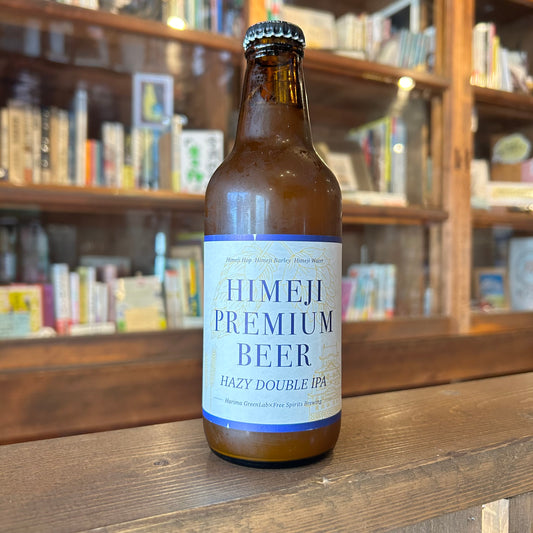 Himeji Hop Himeji Barley Himeji Water
HIMEJI
PREMIUM
BEER
HAZY DOUBLE IPA
Harima GreenLab×Free Spirits Brewing